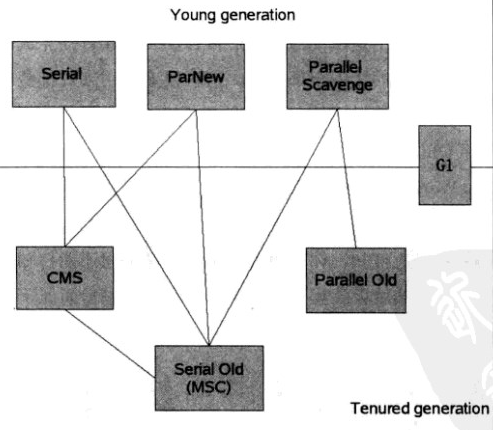 Young generation
Serial
ParNew
Parallel
Scavenge
G1
CMS
Parallel Old
Serial Old
(MSC)
Tenured generation